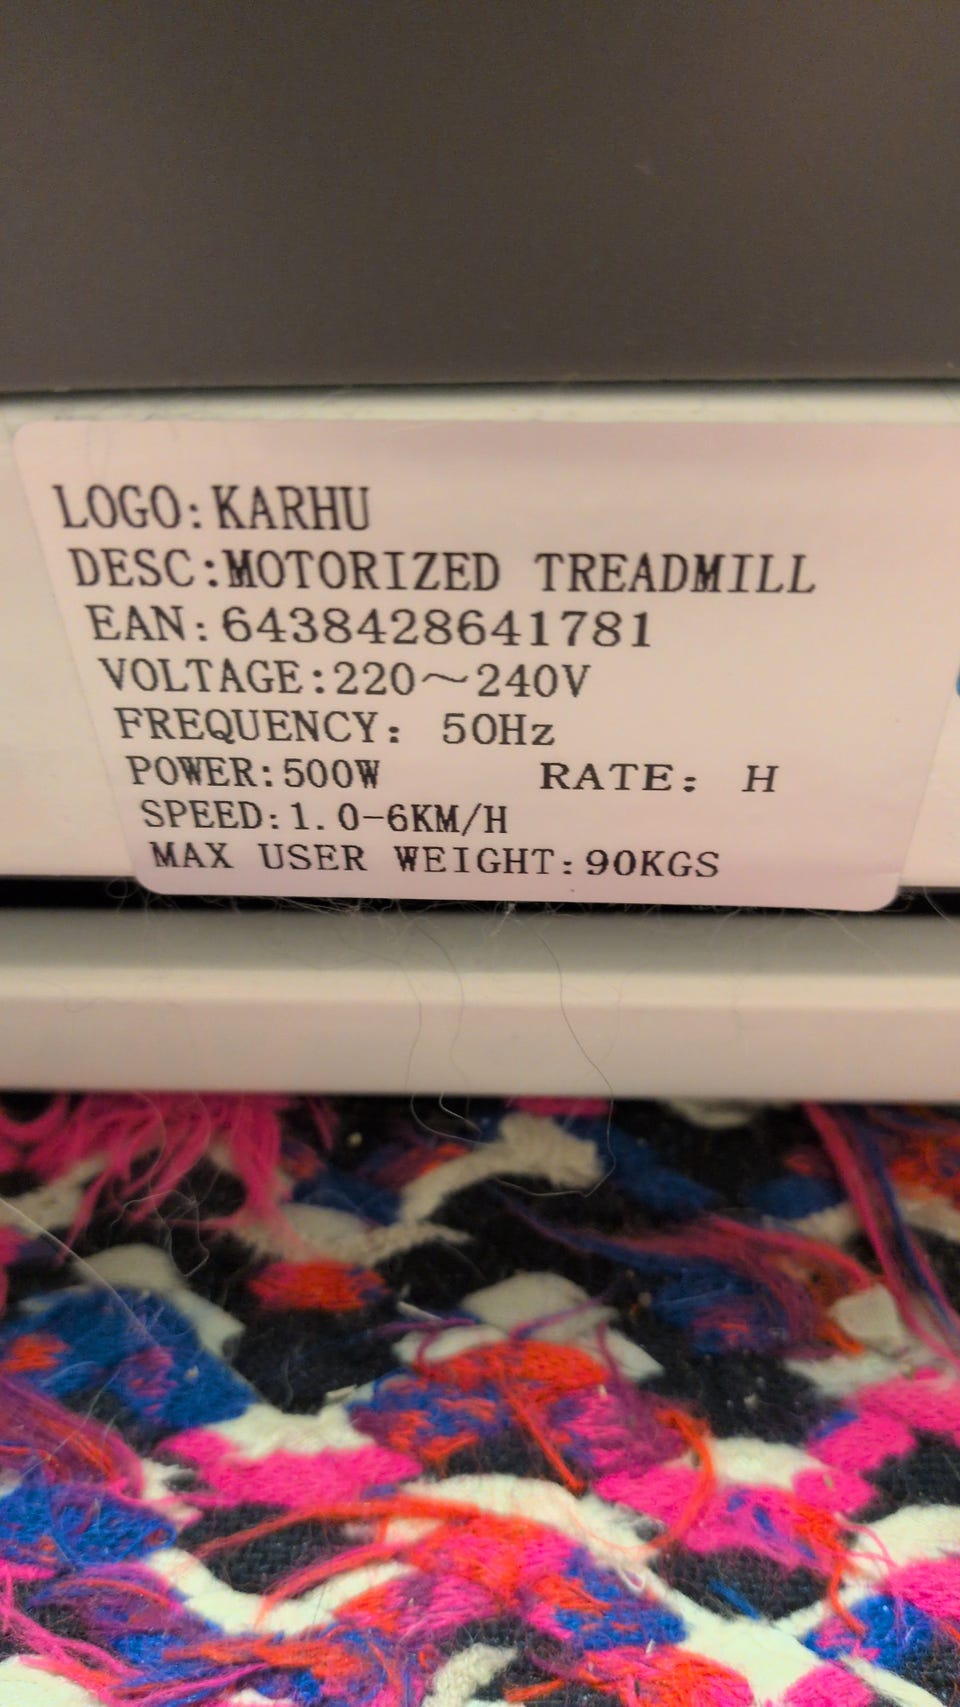 LOGO:KARHU
DESC:MOTORIZED TREADMILL
EAN:6438428641781
VOLTAGE:220～240V
FREQUENCY: 50Hz
POWER:500W RATE: H
SPEED:1.0-6KM/H
MAX USER WEIGHT:90KGS